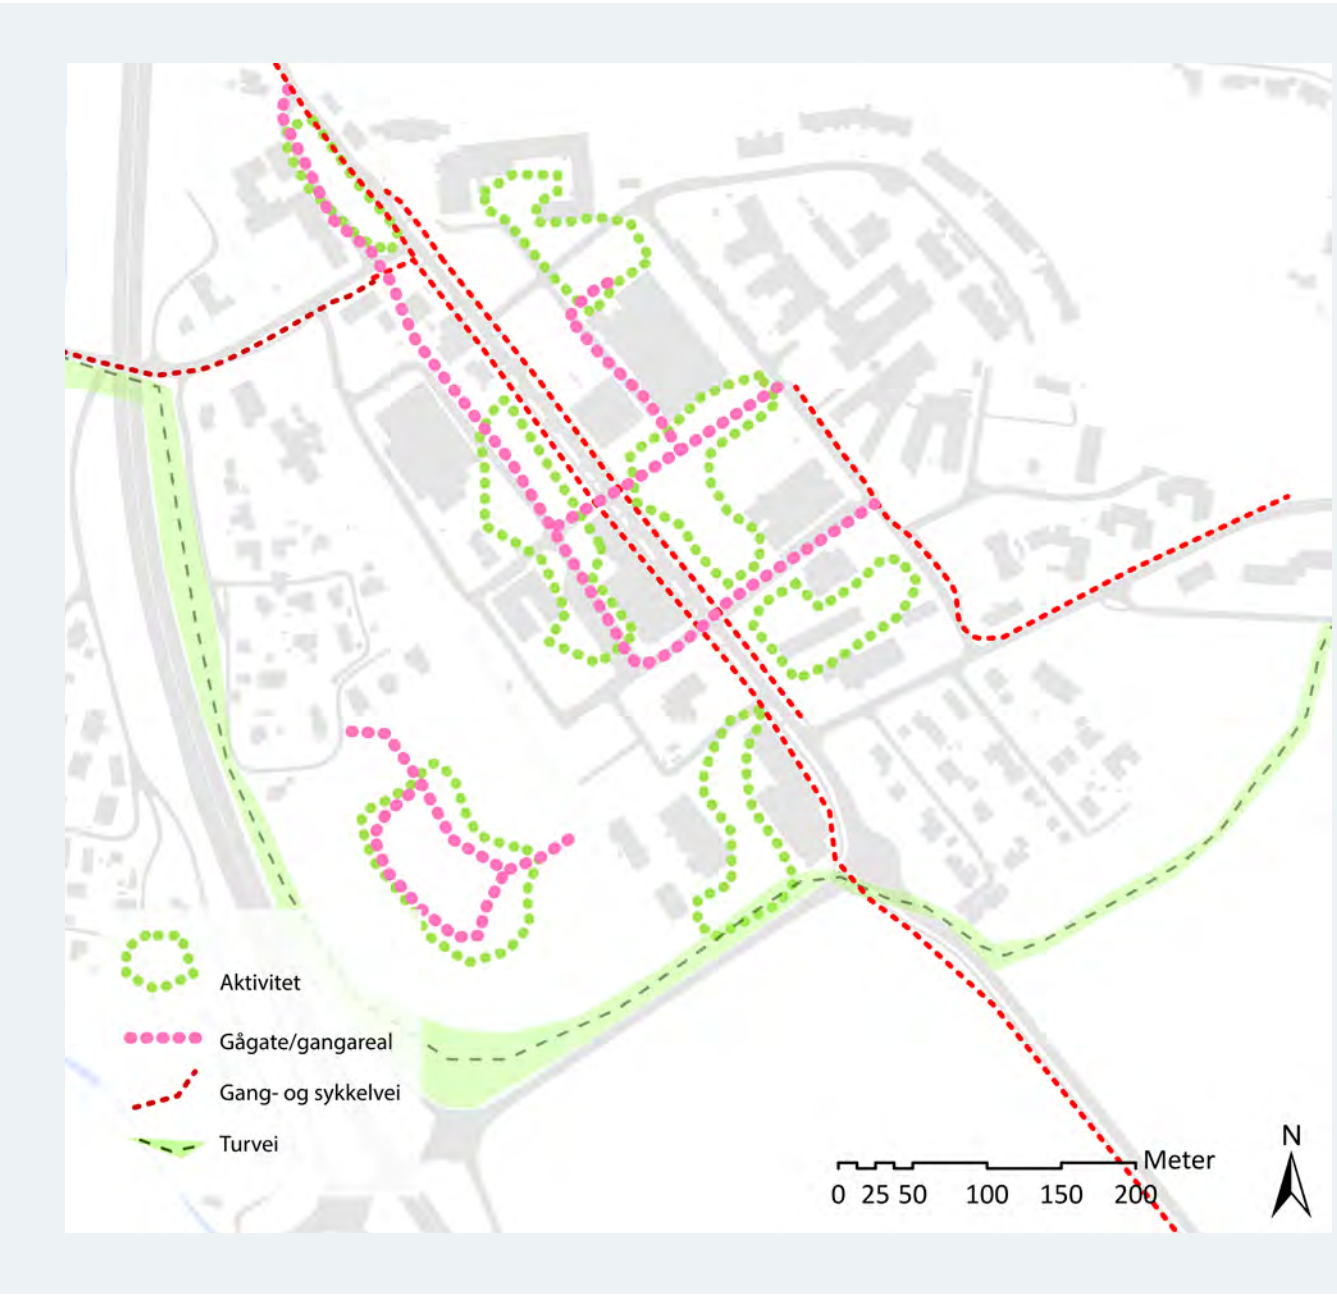 Aktivitet
Gågate/gangareal
Gang- og sykkelvei
Turvei
N
Meter
0 25 50 100 150 200